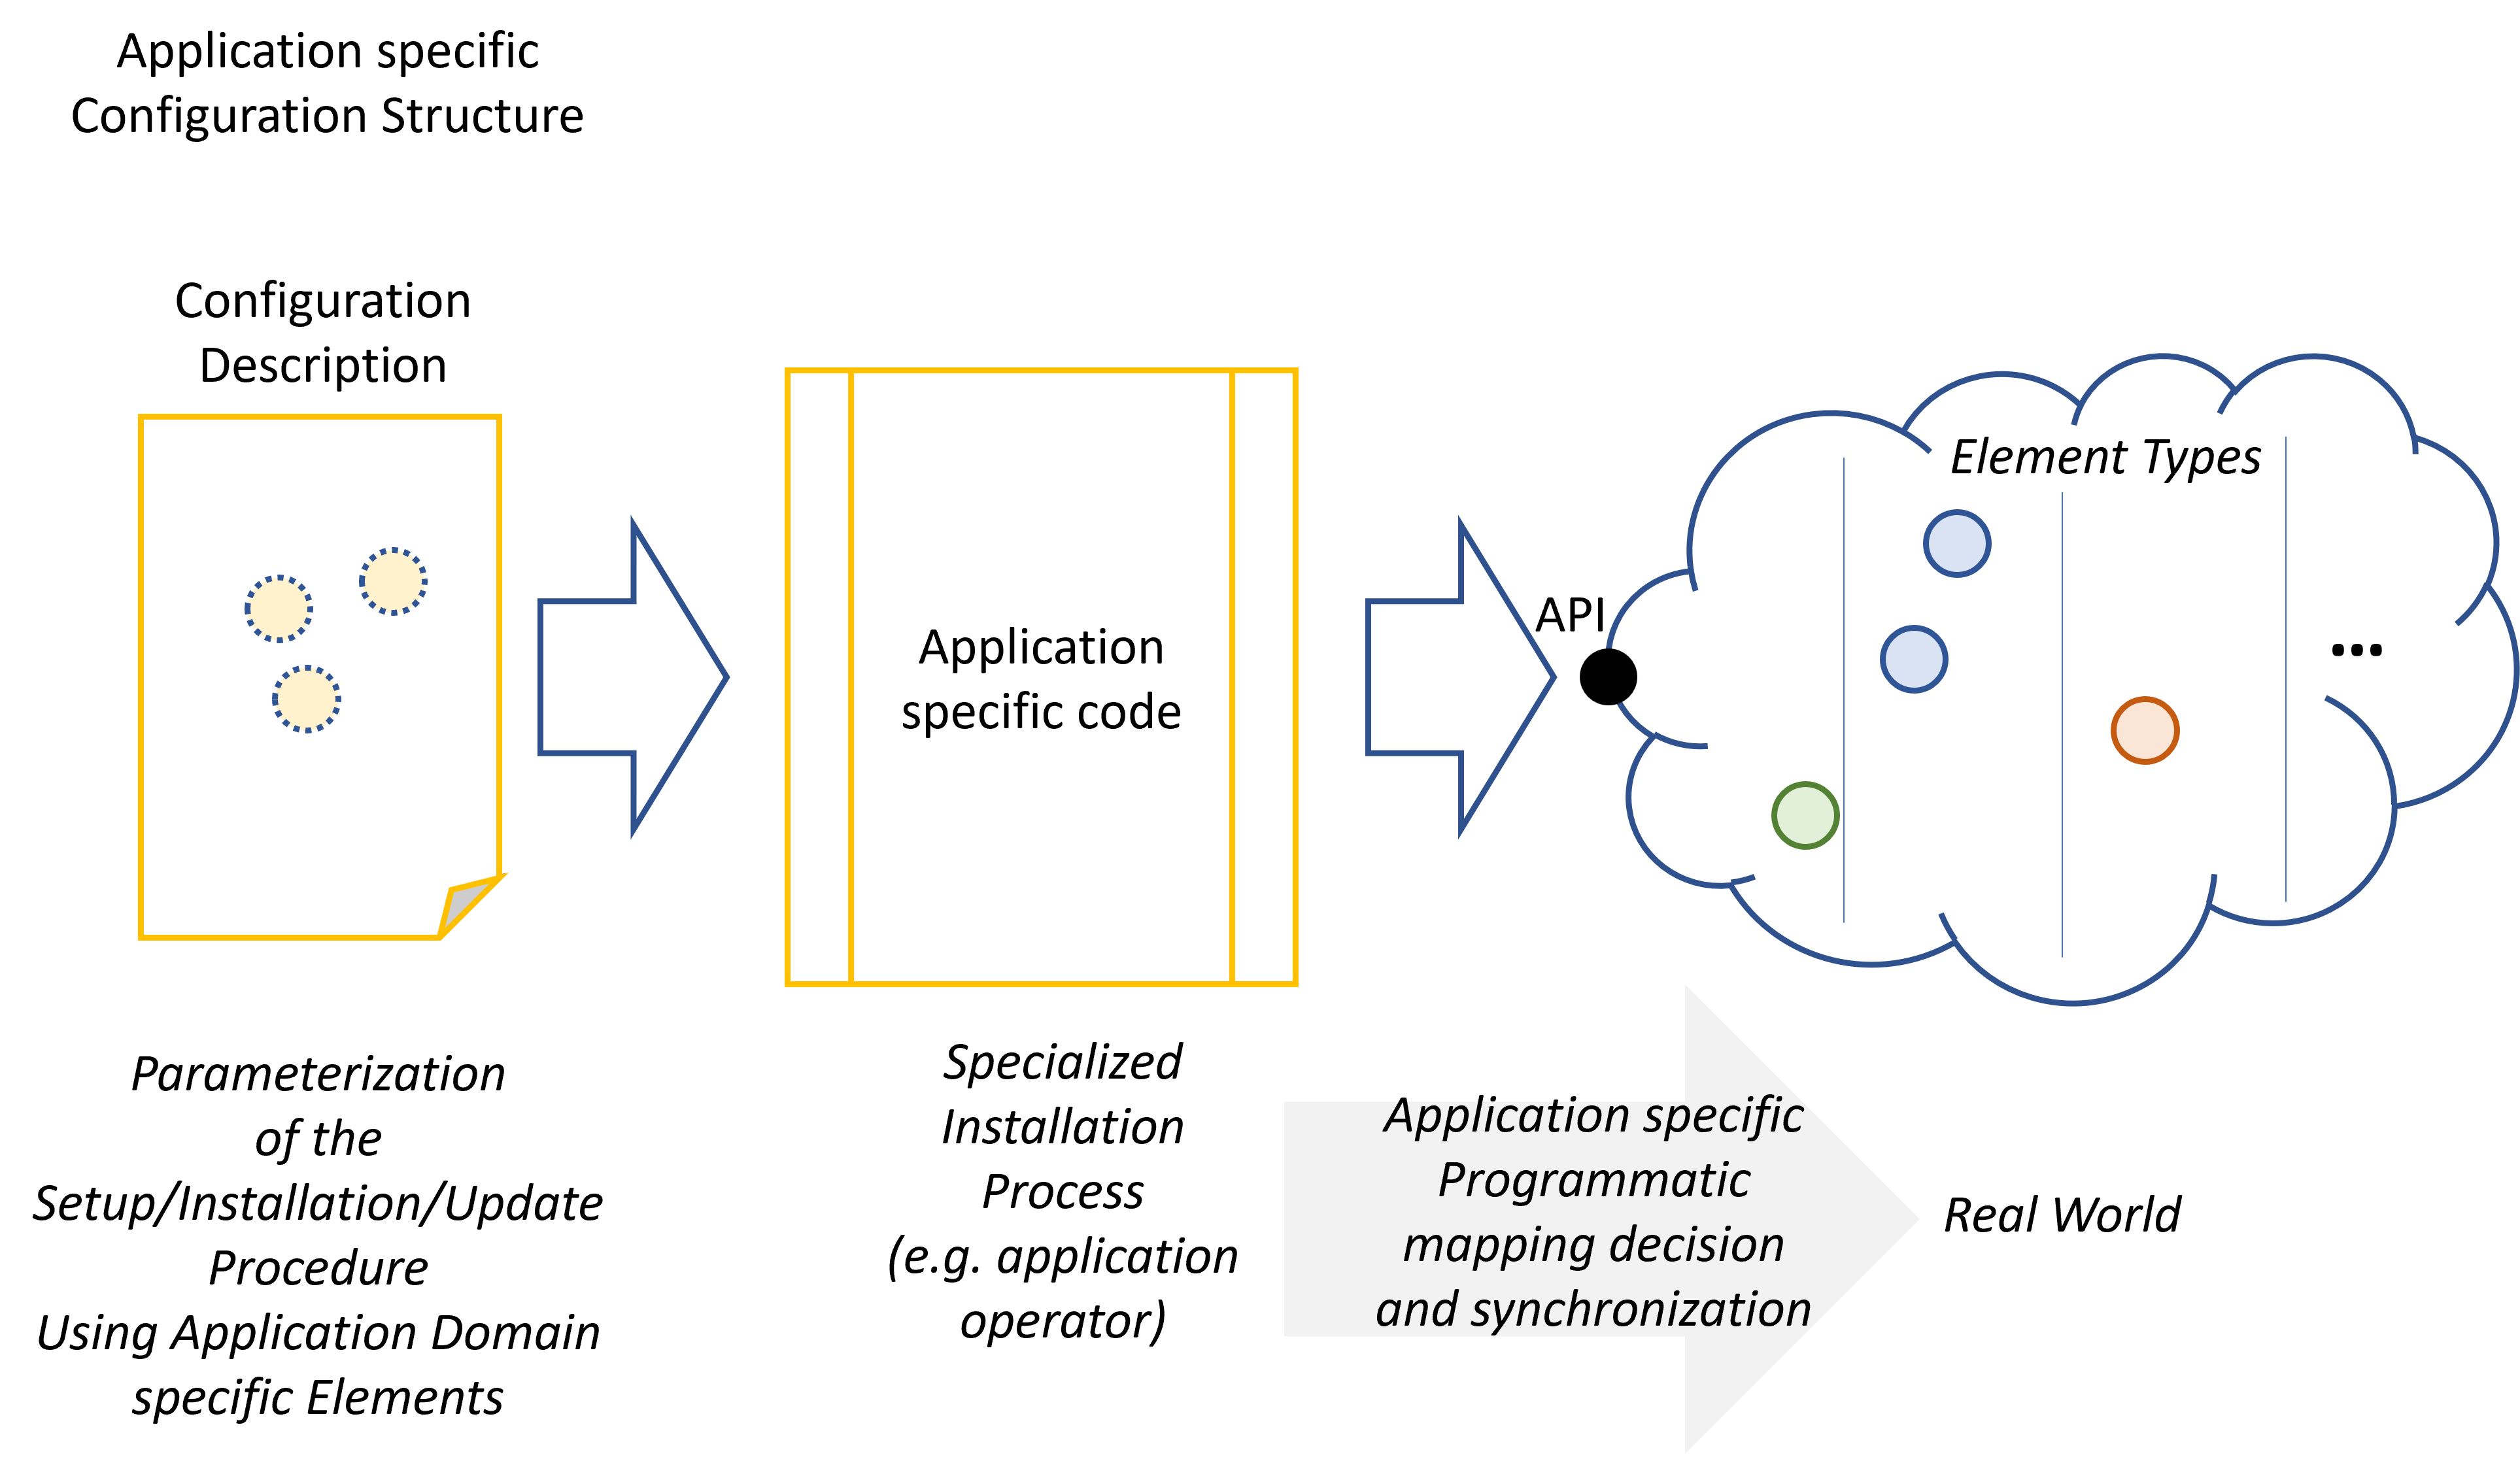 Application specific
Configuration Structure
Configuration
Description
Application
specific code
API
Element Types
...
Parameterization
of the
Setup/Installation/Update
Procedure
Using Application Domain
specific Elements
Specialized
Installation
Process
(e.g. application
operator)
Application specific
Programmatic
mapping decision
and synchronization
Real World